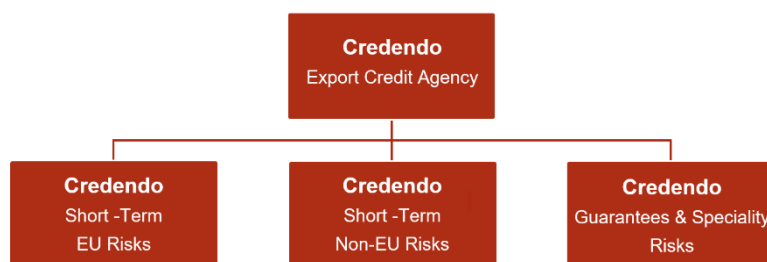 Credendo
Export Credit Agency
Credendo
Short -Term
EU Risks
Credendo
Short -Term
Non-EU Risks
Credendo
Guarantees & Speciality
Risks